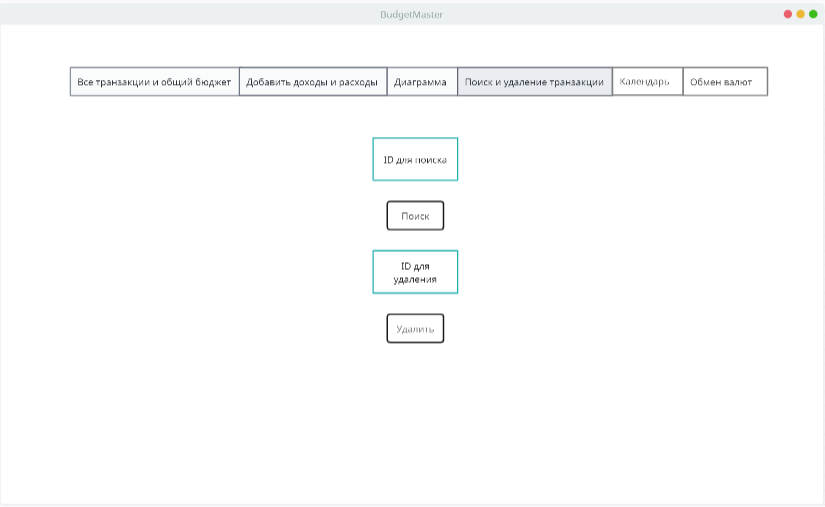 BudgetMaster
Все транзакции и общий бюджет Добавить доходы и расходы Диаграмма Поиск и удаление транзакции Календарь Обмен валют
ID для поиска
Поиск
ID для
удаления
Удалить